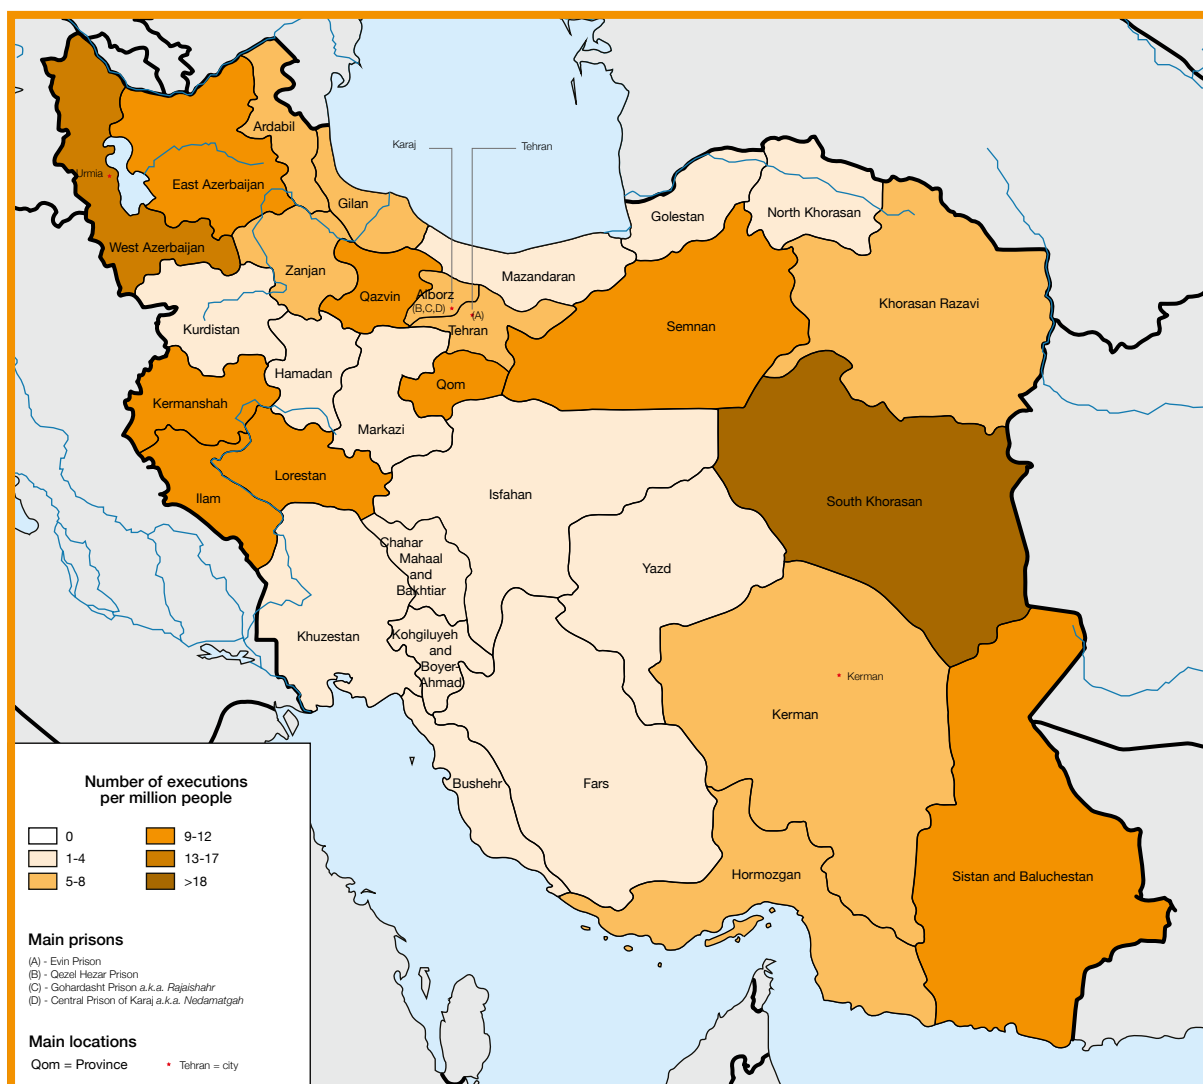 Karaj
Tehran
Ardabil
Urmia
East Azerbaijan
Gilan
Golestan
North Khorasan
West Azerbaijan
Zanjan
Mazandaran
Qazvin
Alborz
(B,C,D)
(A)
Tehran
Khorasan Razavi
Kurdistan
Semnan
Hamadan
Qom
Kermanshah
Markazi
Lorestan
Ilam
Isfahan
South Khorasan
Chahar
Mahaal
and
Bakhtiar
Yazd
Khuzestan
Kohgiluyeh
and
Boyer-
Ahmad
Kerman
Kerman
Bushehr
Fars
Hormozgan
Sistan and Baluchestan
Number of executions
per million people
0
9-12
1-4
13-17
5-8
>18
Main prisons
(A) - Evin Prison
(B) - Qezel Hezar Prison
(C) - Gohardasht Prison a.k.a. Rajaishahr
(D) - Central Prison of Karaj a.k.a. Nedamatgah
Main locations
Qom = Province
* Tehran = city